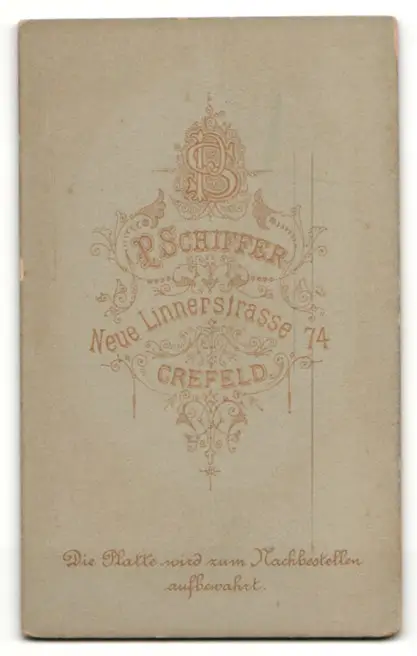 PS
P. SCHIFFER
Neue Linnerstrasse 74
CREFELD
Die Platte wird zum Nachbestellen
aufbewahrt.